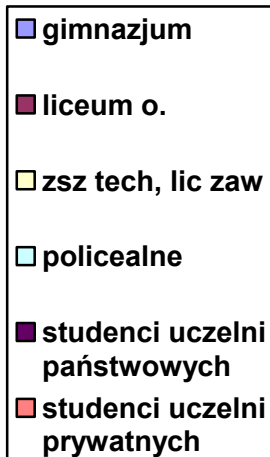 gimnazjum
liceum o.
zsz tech, lic zaw
policealne
studenci uczelni
państwowych
studenci uczelni
prywatnych